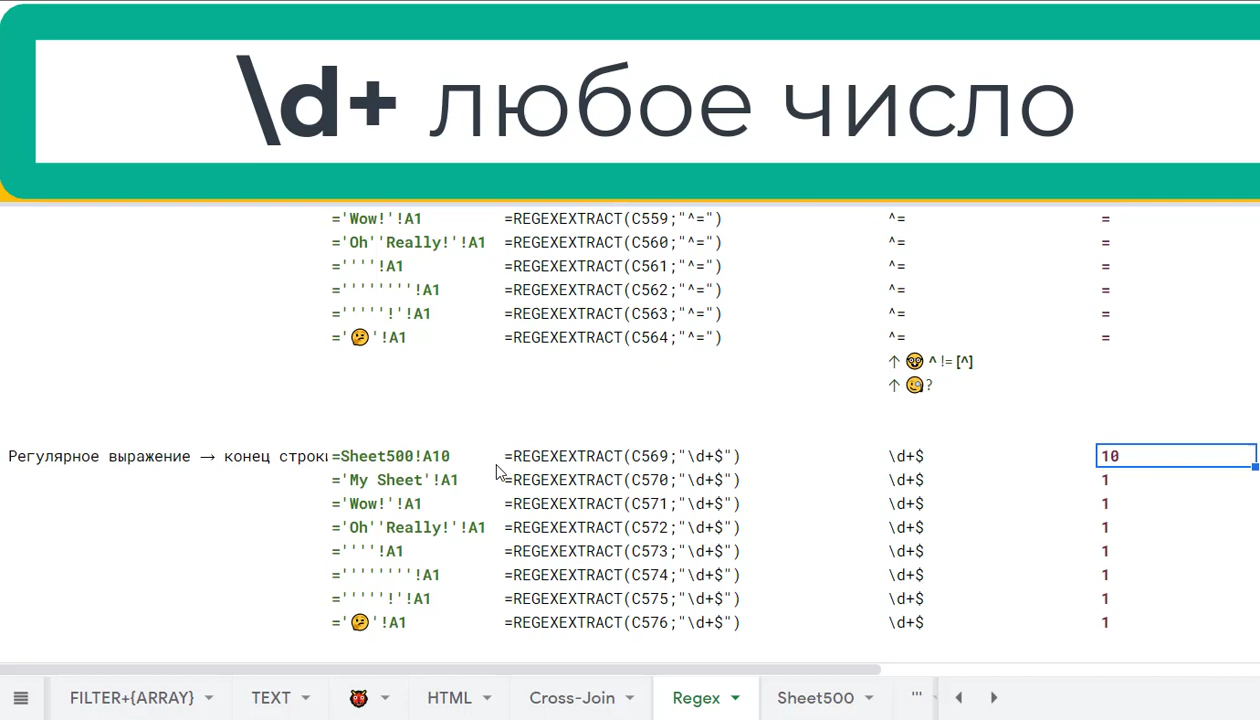 \d+ любое число
='Wow!'!A1 =REGEXEXTRACT(C559;"^=") ^= =
='Oh''Really!'!A1 =REGEXEXTRACT(C560;"^=") ^= =
=''''!A1 =REGEXEXTRACT(C561;"^=") ^= =
=''''''''!A1 =REGEXEXTRACT(C562;"^=") ^= =
='''''!'!A1 =REGEXEXTRACT(C563;"^=") ^= =
='🤔'!A1 =REGEXEXTRACT(C564;"^=") ^= =
↑ 🤓 ^ != [^]
↑ 🧐?
Регулярное выражение → конец строки =Sheet500!A10 =REGEXEXTRACT(C569;"\d+$") \d+$ 10
='My Sheet'!A1 =REGEXEXTRACT(C570;"\d+$") \d+$ 1
='Wow!'!A1 =REGEXEXTRACT(C571;"\d+$") \d+$ 1
='Oh''Really!'!A1 =REGEXEXTRACT(C572;"\d+$") \d+$ 1
=''''!A1 =REGEXEXTRACT(C573;"\d+$") \d+$ 1
=''''''''!A1 =REGEXEXTRACT(C574;"\d+$") \d+$ 1
='''''!'!A1 =REGEXEXTRACT(C575;"\d+$") \d+$ 1
='🤔'!A1 =REGEXEXTRACT(C576;"\d+$") \d+$ 1
FILTER+{ARRAY} TEXT 👹 HTML Cross-Join Regex Sheet500 '''